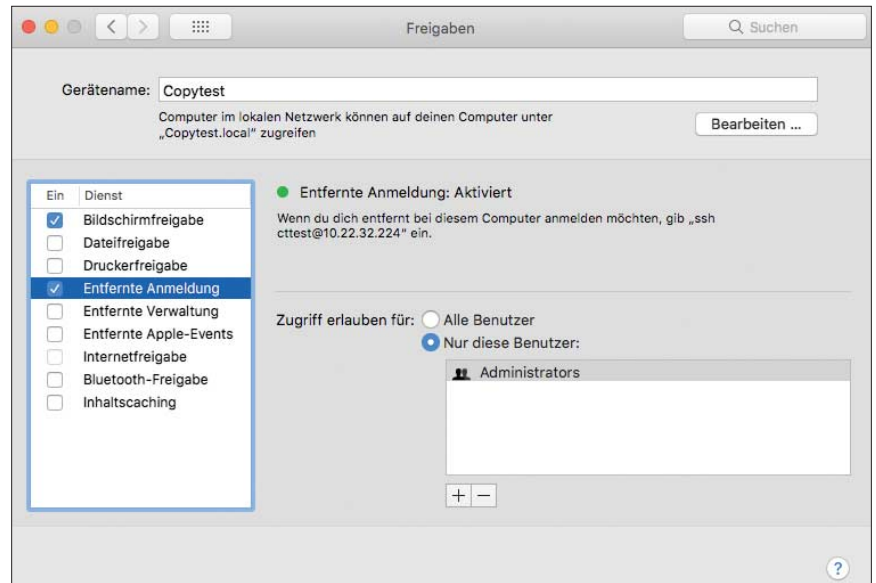 Freigaben
Suchen
Gerätename: Copytest
Computer im lokalen Netzwerk können auf deinen Computer unter
„Copytest.local“ zugreifen
Bearbeiten ...
Ein Dienst
Bildschirmfreigabe
Dateifreigabe
Druckerfreigabe
Entfernte Anmeldung
Entfernte Verwaltung
Entfernte Apple-Events
Internetfreigabe
Bluetooth-Freigabe
Inhaltscaching
Entfernte Anmeldung: Aktiviert
Wenn du dich entfernt bei diesem Computer anmelden möchten, gib „ssh
cttest@10.22.32.224“ ein.
Zugriff erlauben für: Alle Benutzer
Nur diese Benutzer:
Administrators
+ −
?